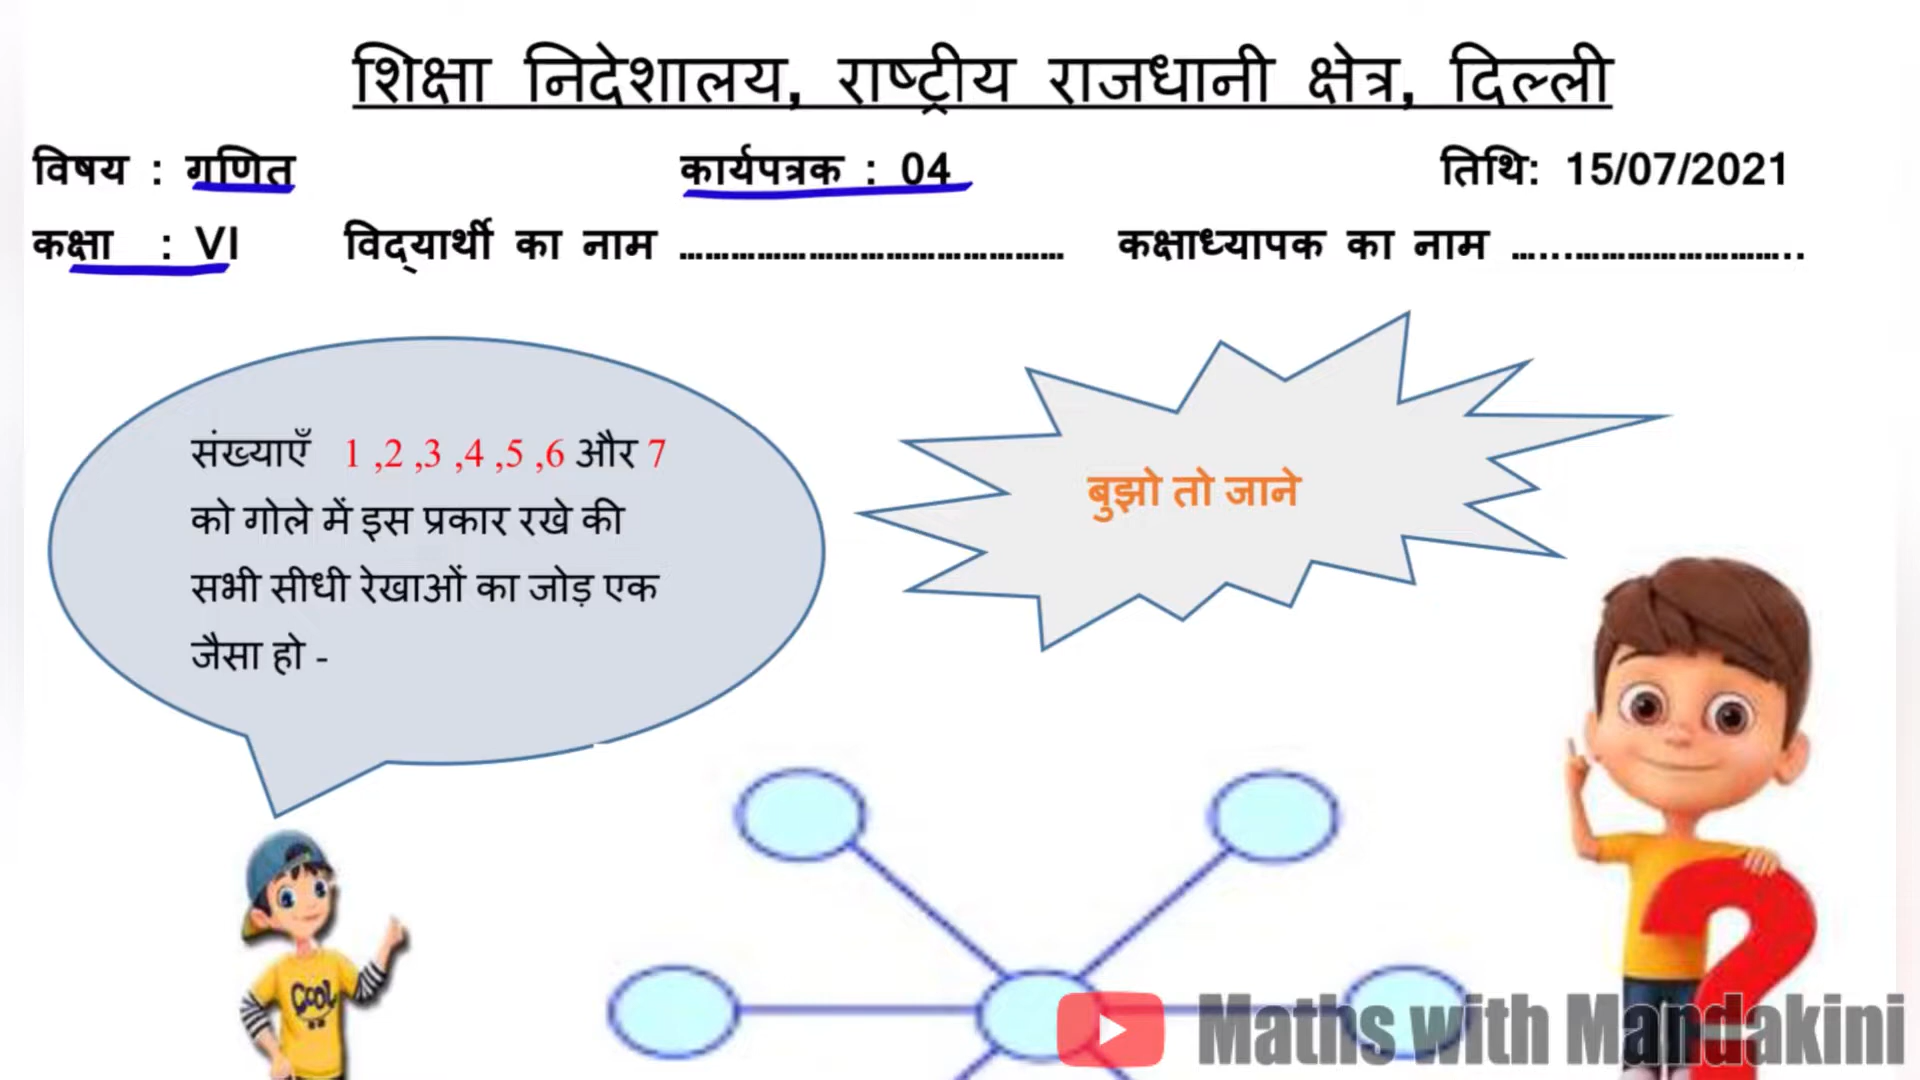 शिक्षा निदेशालय, राष्ट्रीय राजधानी क्षेत्र, दिल्ली
विषय : गणित कार्यपत्रक : 04 तिथि: 15/07/2021
कक्षा : VI विद्यार्थी का नाम ………………………………………… कक्षाध्यापक का नाम …..………………………..
संख्याएँ 1 ,2 ,3 ,4 ,5 ,6 और 7
को गोले में इस प्रकार रखे की
सभी सीधी रेखाओं का जोड़ एक
जैसा हो -
बुझो तो जाने
COOL
Maths with Mandakini